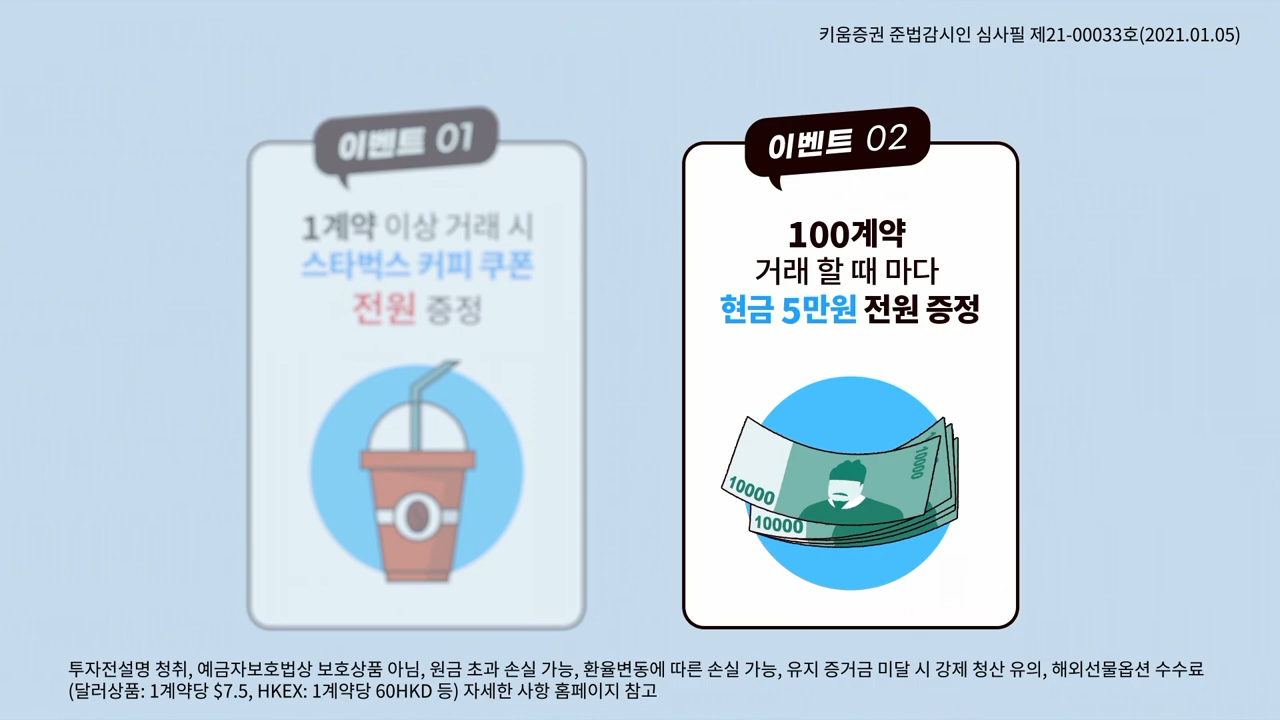 키움증권 준법감시인 심사필 제21-00033호(2021.01.05)
이벤트 01
1계약 이상 거래 시
스타벅스 커피 쿠폰
전원 증정
이벤트 02
100계약
거래 할 때 마다
현금 5만원 전원 증정
10000
10000
10000
투자전설명 청취, 예금자보호법상 보호상품 아님, 원금 초과 손실 가능, 환율변동에 따른 손실 가능, 유지 증거금 미달 시 강제 청산 유의, 해외선물옵션 수수료
(달러상품: 1계약당 $7.5, HKEX: 1계약당 60HKD 등) 자세한 사항 홈페이지 참고